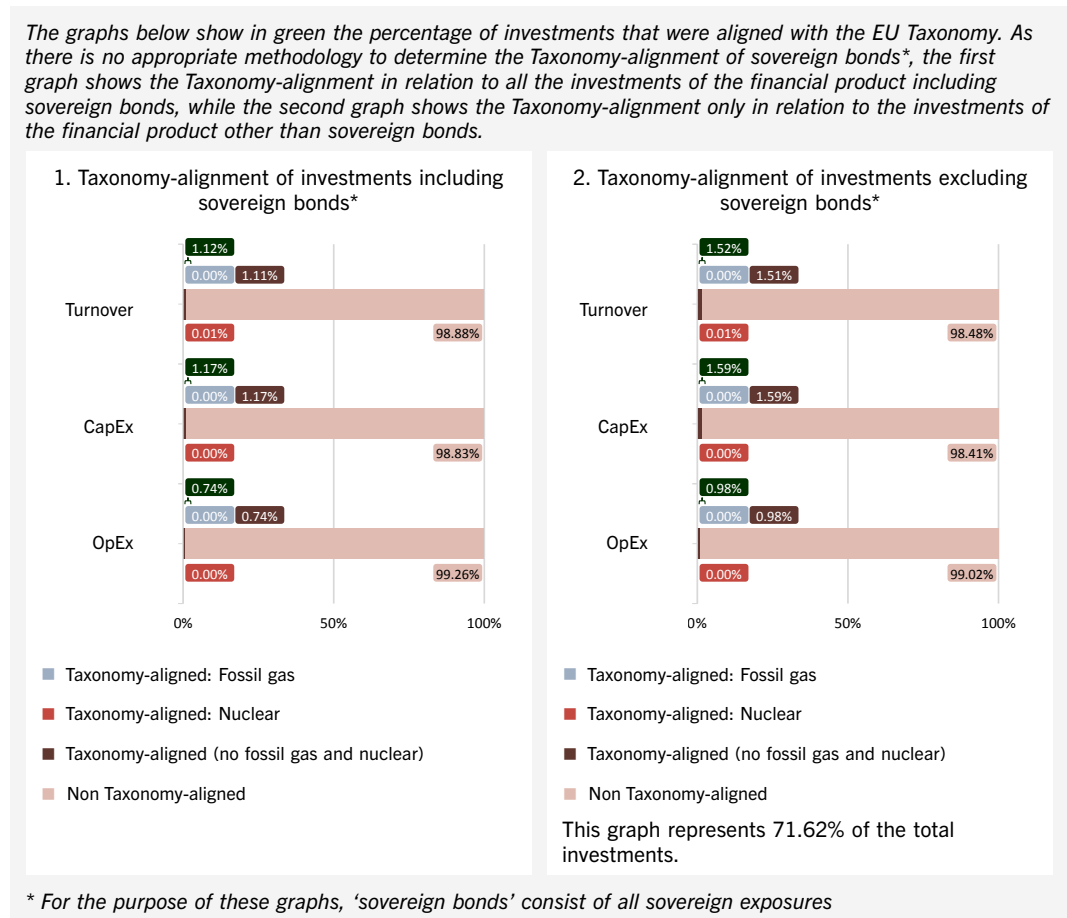 The graphs below show in green the percentage of investments that were aligned with the EU Taxonomy. As
there is no appropriate methodology to determine the Taxonomy-alignment of sovereign bonds*, the first
graph shows the Taxonomy-alignment in relation to all the investments of the financial product including
sovereign bonds, while the second graph shows the Taxonomy-alignment only in relation to the investments of
the financial product other than sovereign bonds.
1. Taxonomy-alignment of investments including
sovereign bonds*
1.12%
0.00% 1.11%
Turnover
0.01% 98.88%
1.17%
0.00% 1.17%
CapEx
0.00% 98.83%
0.74%
0.00% 0.74%
OpEx
0.00% 99.26%
0% 50% 100%
Taxonomy-aligned: Fossil gas
Taxonomy-aligned: Nuclear
Taxonomy-aligned (no fossil gas and nuclear)
Non Taxonomy-aligned
2. Taxonomy-alignment of investments excluding
sovereign bonds*
1.52%
0.00% 1.51%
Turnover
0.01% 98.48%
1.59%
0.00% 1.59%
CapEx
0.00% 98.41%
0.98%
0.00% 0.98%
OpEx
0.00% 99.02%
0% 50% 100%
Taxonomy-aligned: Fossil gas
Taxonomy-aligned: Nuclear
Taxonomy-aligned (no fossil gas and nuclear)
Non Taxonomy-aligned
This graph represents 71.62% of the total
investments.
* For the purpose of these graphs, ‘sovereign bonds’ consist of all sovereign exposures